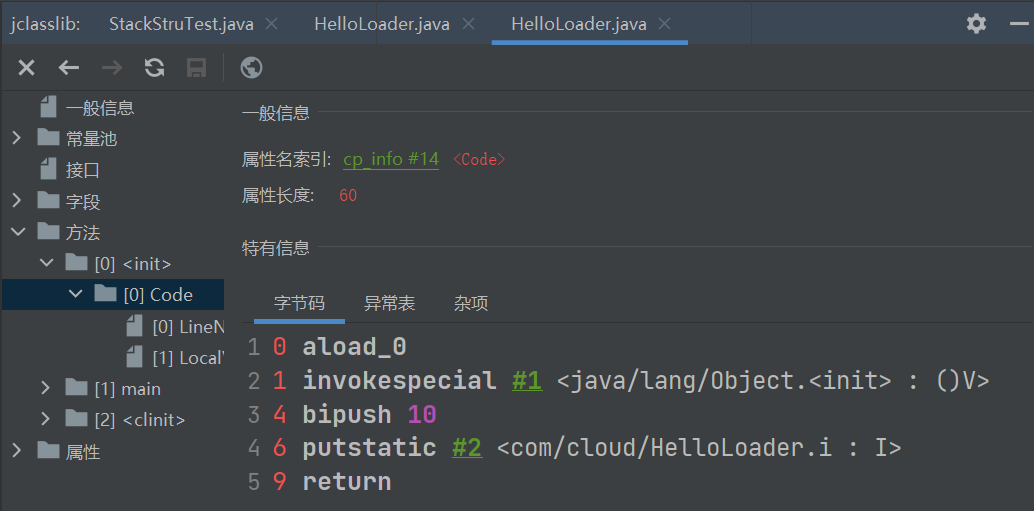 jclasslib: StackStruTest.java HelloLoader.java HelloLoader.java
一般信息
常量池
接口
字段
方法
[0] <init>
[0] Code
[0] LineN
[1] Local
[1] main
[2] <clinit>
属性
一般信息
属性名索引: cp_info #14 <Code>
属性长度: 60
特有信息
字节码 异常表 杂项
1 0 aload_0
2 1 invokespecial #1 <java/lang/Object.<init> : ()V>
3 4 bipush 10
4 6 putstatic #2 <com/cloud/HelloLoader.i : I>
5 9 return